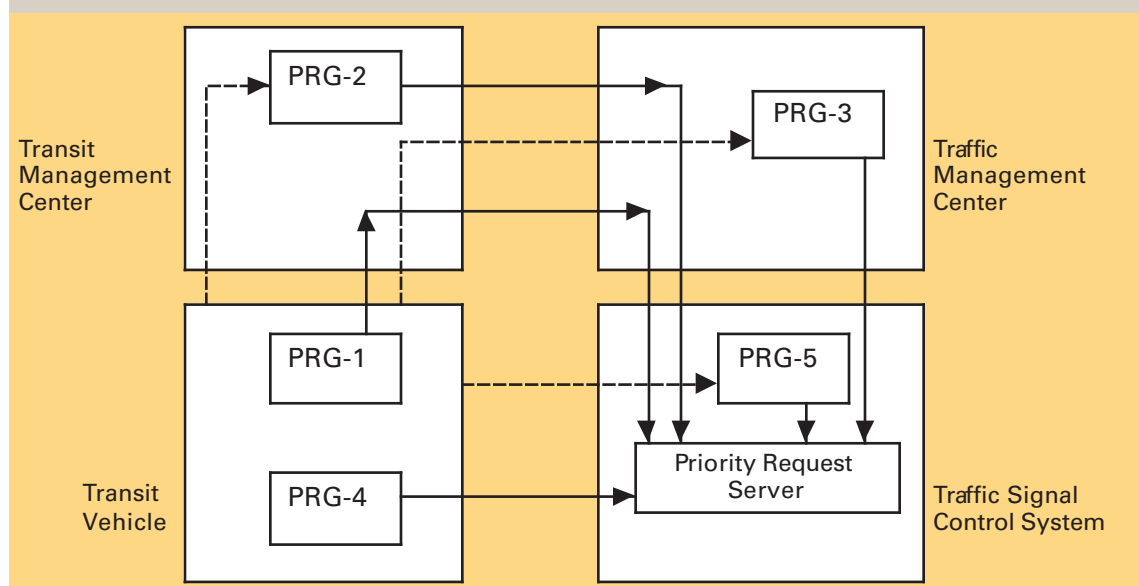 PRG-2
PRG-3
Transit
Management
Center
Traffic
Management
Center
PRG-1
PRG-5
Priority Request
Server
PRG-4
Transit
Vehicle
Traffic Signal
Control System